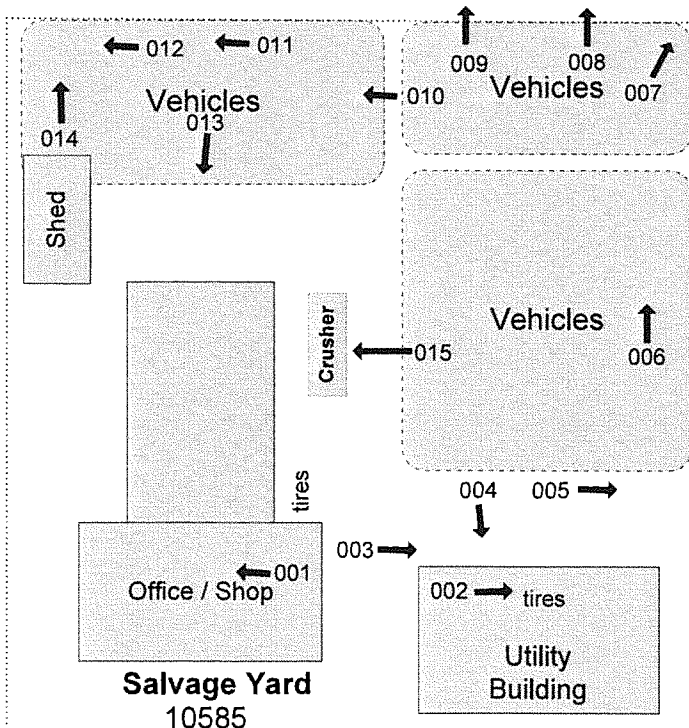 012
011
009
008
Vehicles
010
Vehicles
007
013
014
Shed
Vehicles
Crusher
015
006
tires
004
005
003
001
Office / Shop
002
tires
Utility
Building
Salvage Yard
10585